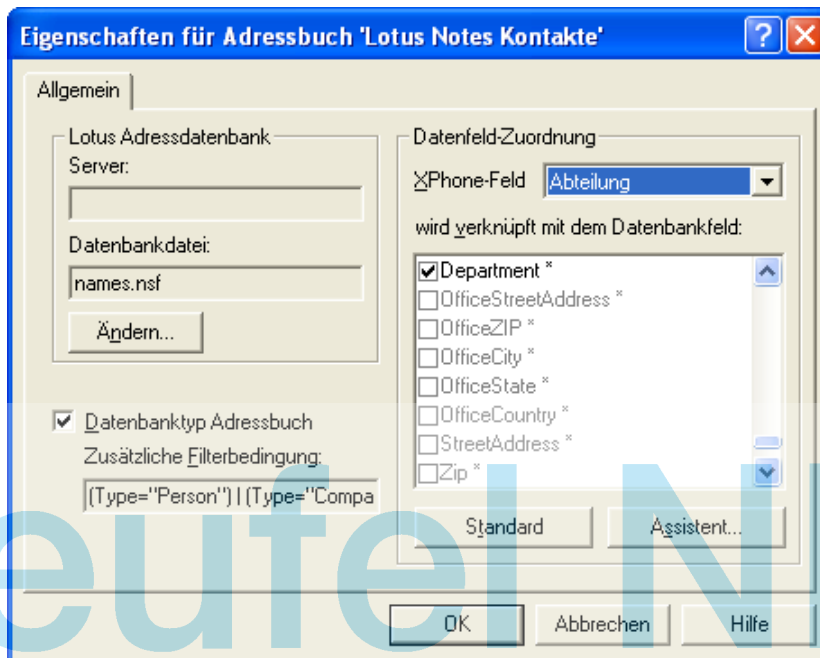 Eigenschaften für Adressbuch 'Lotus Notes Kontakte'
Allgemein
Lotus Adressdatenbank
Server:
Datenbankdatei:
names.nsf
Ändern...
Datenbanktyp Adressbuch
Zusätzliche Filterbedingung:
(Type="Person") | (Type="Compa
Datenfeld-Zuordnung
XPhone-Feld Abteilung
wird verknüpft mit dem Datenbankfeld:
Department *
OfficeStreetAddress *
OfficeZIP *
OfficeCity *
OfficeState *
OfficeCountry *
StreetAddress *
Zip *
Standard Assistent...
OK Abbrechen Hilfe